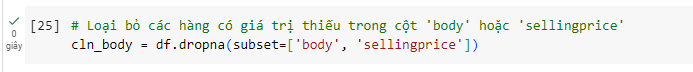 [25] # Loại bỏ các hàng có giá trị thiếu trong cột 'body' hoặc 'sellingprice'
0
giây
cln_body = df.dropna(subset=['body', 'sellingprice'])